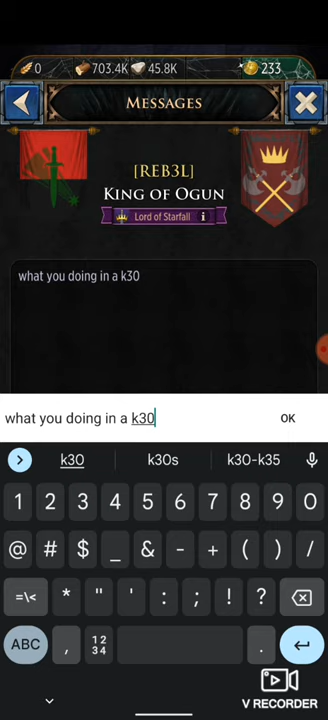 0 703.4K 45.8K 233
MESSAGES
[REB3L]
KING OF OGUN
Lord of Starfall i
what you doing in a k30
what you doing in a k30 OK
k30 k30s k30-k35
1 2 3 4 5 6 7 8 9 0
@ # $ _ & - + ( ) /
=\< * " ' : ; ! ?
ABC , 12 34 .
V RECORDER